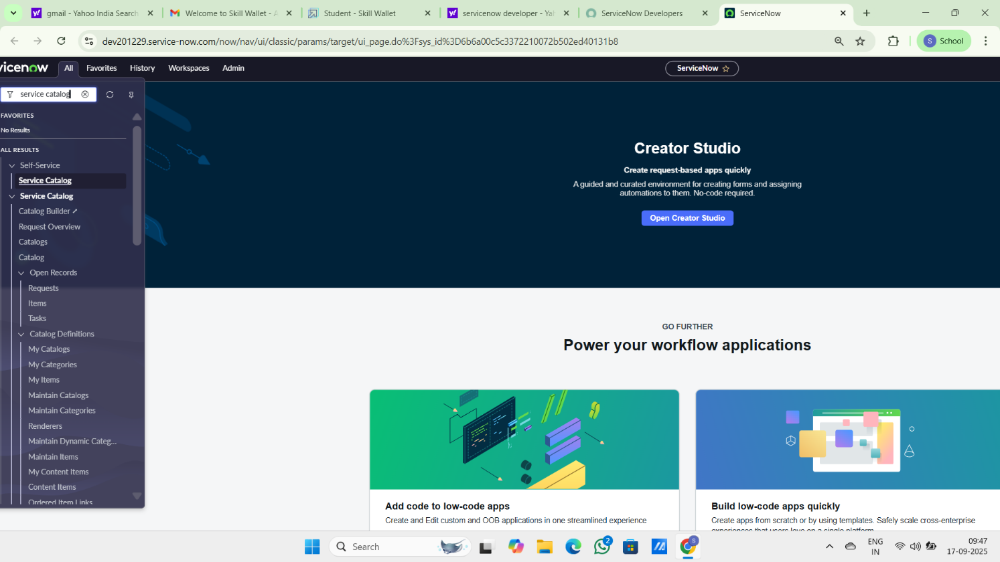 gmail - Yahoo India Search
Welcome to Skill Wallet - A
Student - Skill Wallet
servicenow developer - Yah
ServiceNow Developers
ServiceNow
dev201229.service-now.com/now/nav/ui/classic/params/target/ui_page.do%3Fsys_id%3D6b6a00c5c3372210072b502ed40131b8
S School
vicenow All Favorites History Workspaces Admin ServiceNow
service catalog
FAVORITES
No Results
ALL RESULTS
Self-Service
Service Catalog
Service Catalog
Catalog Builder
Request Overview
Catalogs
Catalog
Open Records
Requests
Items
Tasks
Catalog Definitions
My Catalogs
My Categories
My Items
Maintain Catalogs
Maintain Categories
Renderers
Maintain Dynamic Categ...
Maintain Items
My Content Items
Content Items
Ordered Item Links
Creator Studio
Create request-based apps quickly
A guided and curated environment for creating forms and assigning
automations to them. No-code required.
Open Creator Studio
GO FURTHER
Power your workflow applications
Add code to low-code apps
Create and Edit custom and OOB applications in one streamlined experience
Build low-code apps quickly
Create apps from scratch or by using templates. Safely scale cross-enterprise
experiences that users love on a single platform.
Search
2
S
ENG
IN
09:47
17-09-2025